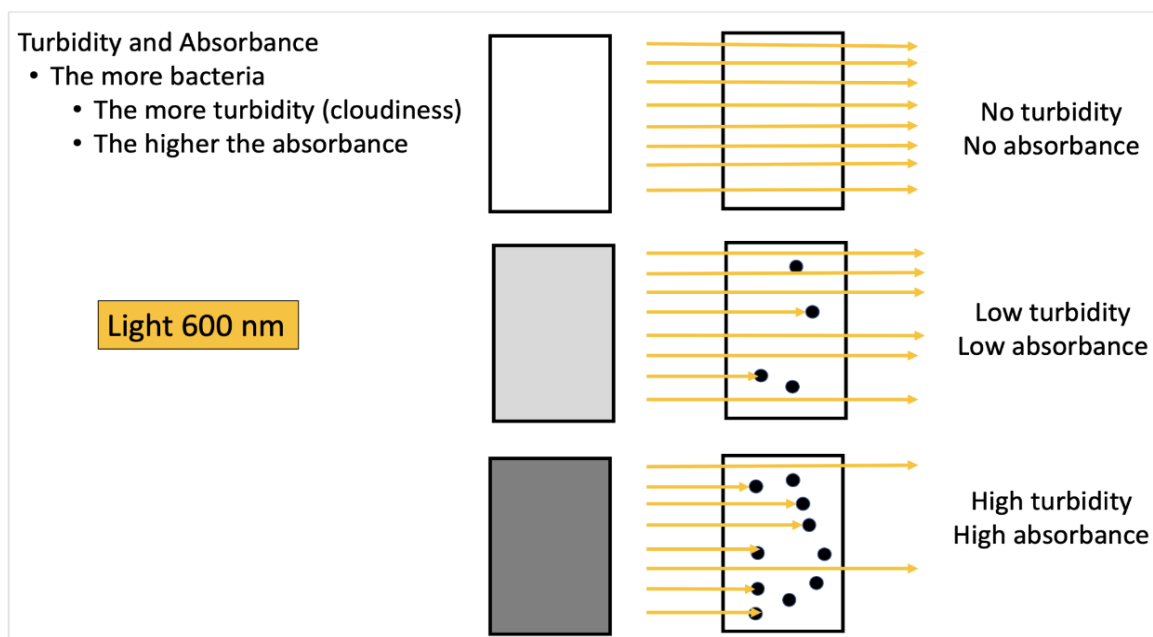 Turbidity and Absorbance
• The more bacteria
• The more turbidity (cloudiness)
• The higher the absorbance
No turbidity
No absorbance
Light 600 nm
Low turbidity
Low absorbance
High turbidity
High absorbance